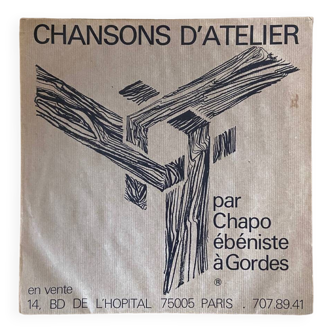 CHANSONS D'ATELIER
par
Chapo
ébéniste
à Gordes
®
en vente
14, BD DE L'HOPITAL 75005 PARIS . 707.89.41